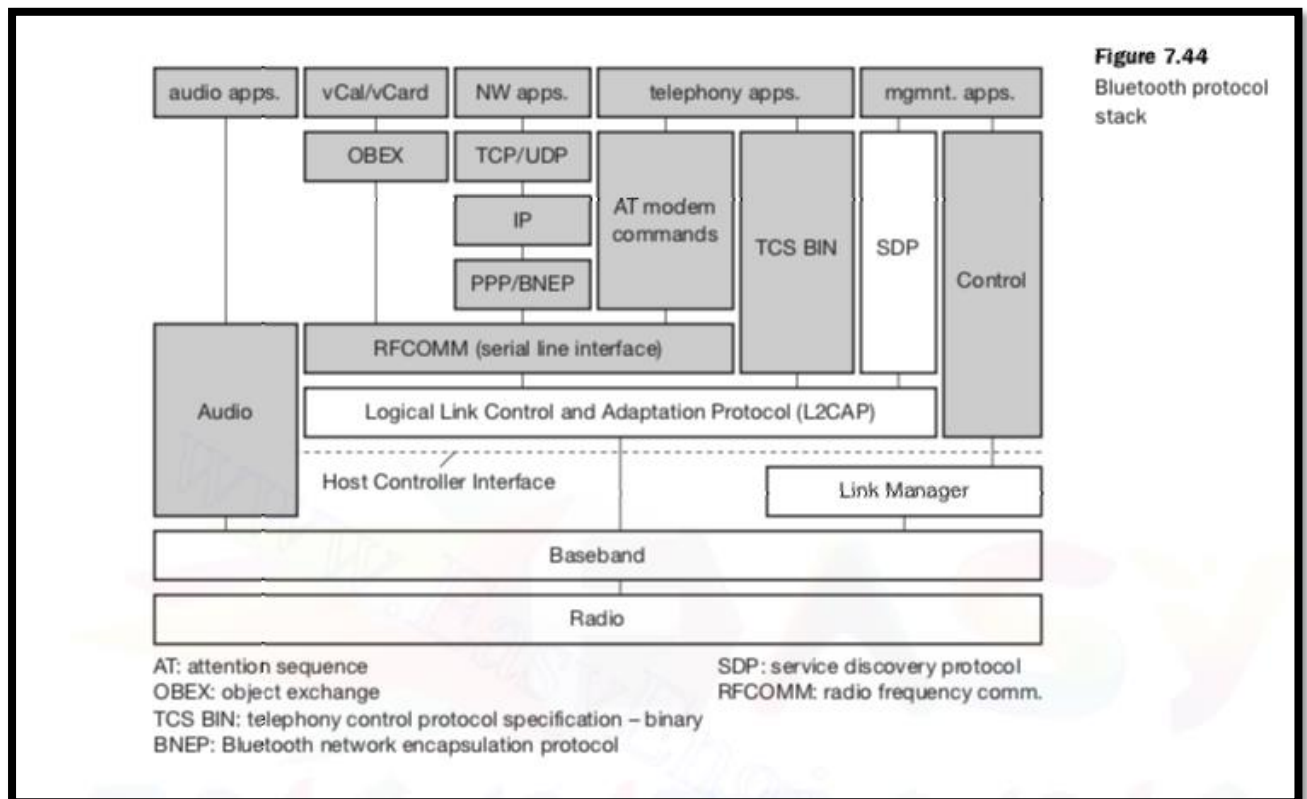 Figure 7.44
Bluetooth protocol
stack
audio apps.
vCal/vCard
NW apps.
telephony apps.
mgmnt. apps.
OBEX
TCP/UDP
IP
PPP/BNEP
AT modem
commands
TCS BIN
SDP
Control
RFCOMM (serial line interface)
Audio
Logical Link Control and Adaptation Protocol (L2CAP)
Host Controller Interface
Link Manager
Baseband
Radio
AT: attention sequence
OBEX: object exchange
TCS BIN: telephony control protocol specification – binary
BNEP: Bluetooth network encapsulation protocol
SDP: service discovery protocol
RFCOMM: radio frequency comm.